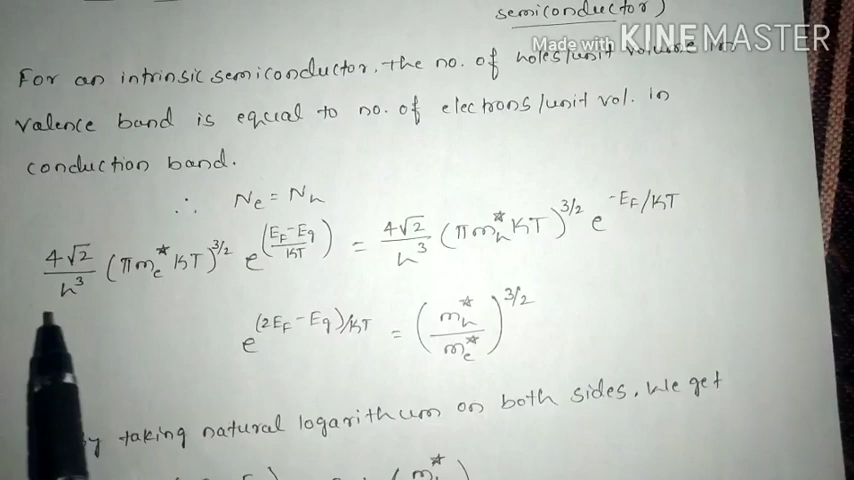 semiconductor)
Made with KINEMASTER
For an intrinsic semiconductor, the no. of holes/unit volume in
valence band is equal to no. of electrons/unit vol. in
conduction band.
∴ Ne = Nh
4√2/h³ (πme* KT)^3/2 e^((EF-Eg)/KT) = 4√2/h³ (πmh* KT)^3/2 e^-EF/KT
e^(2EF-Eg)/KT = (mh*/me*)^3/2
By taking natural logarithum on both sides, we get